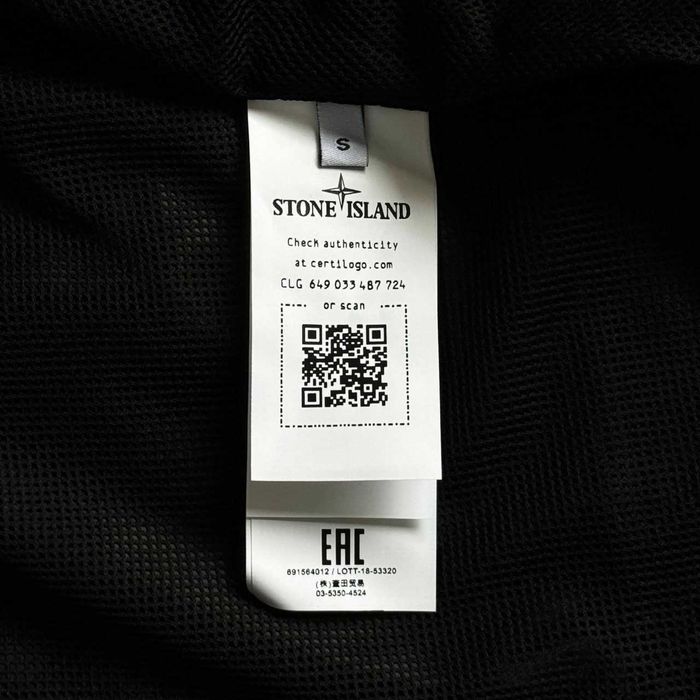 S
STONE ISLAND
Check authenticity
at certilogo.com
CLG 649 033 487 724
or scan
EAC
691564012 / LOTT-18-53320
(株)豊田贸易
03-5350-4524